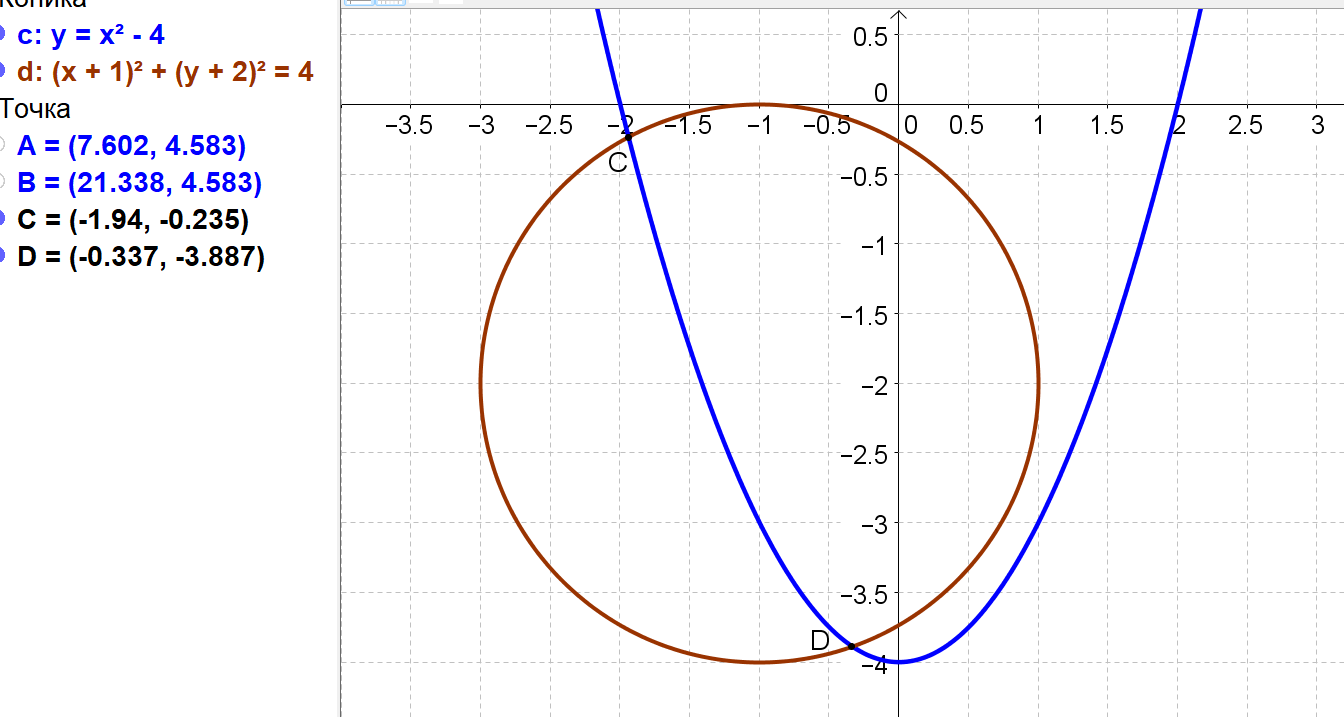 Коника
c: y = x² - 4
d: (x + 1)² + (y + 2)² = 4
Точка
A = (7.602, 4.583)
B = (21.338, 4.583)
C = (-1.94, -0.235)
D = (-0.337, -3.887)
0.5
0
−3.5 −3 −2.5 −2 −1.5 −1 −0.5 0 0.5 1 1.5 2 2.5 3
C
−0.5
−1
−1.5
−2
−2.5
−3
−3.5
D
−4